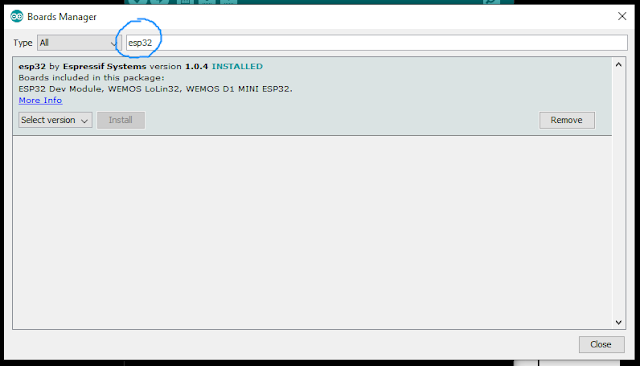 Boards Manager
Type All esp32
esp32 by Espressif Systems version 1.0.4 INSTALLED
Boards included in this package:
ESP32 Dev Module, WEMOS LoLin32, WEMOS D1 MINI ESP32.
More Info
Select version Install Remove
Close